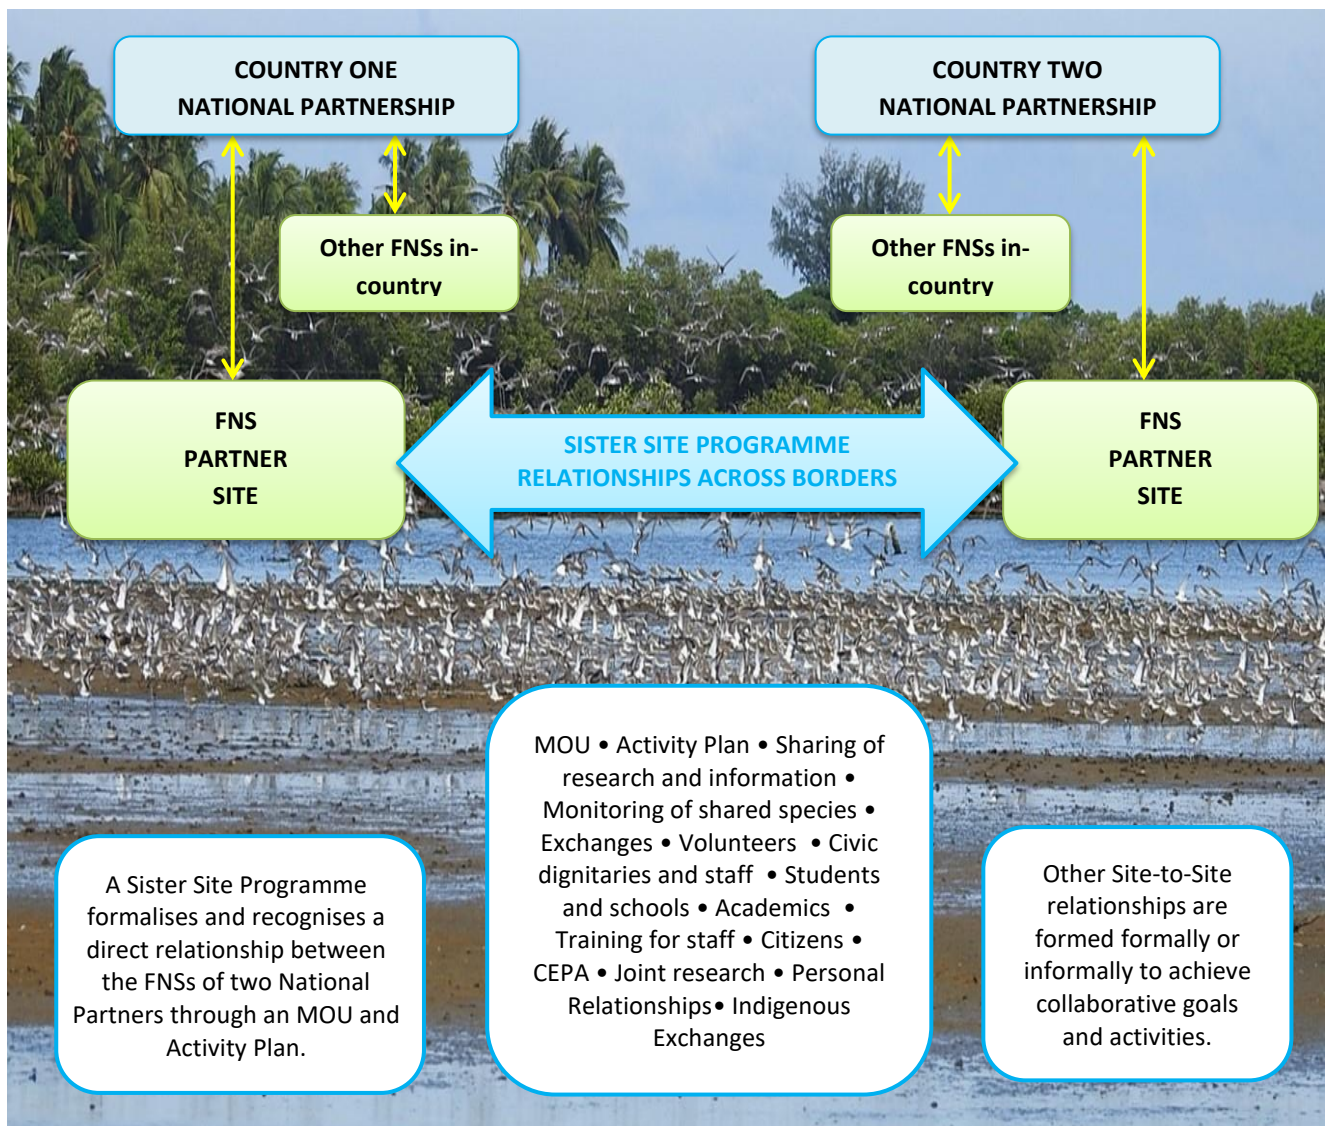 COUNTRY ONE
NATIONAL PARTNERSHIP
COUNTRY TWO
NATIONAL PARTNERSHIP
Other FNSs in-
country
Other FNSs in-
country
FNS
PARTNER
SITE
SISTER SITE PROGRAMME
RELATIONSHIPS ACROSS BORDERS
FNS
PARTNER
SITE
A Sister Site Programme
formalises and recognises a
direct relationship between
the FNSs of two National
Partners through an MOU and
Activity Plan.
MOU • Activity Plan • Sharing of
research and information •
Monitoring of shared species •
Exchanges • Volunteers • Civic
dignitaries and staff • Students
and schools • Academics •
Training for staff • Citizens •
CEPA • Joint research • Personal
Relationships• Indigenous
Exchanges
Other Site-to-Site
relationships are
formed formally or
informally to achieve
collaborative goals
and activities.